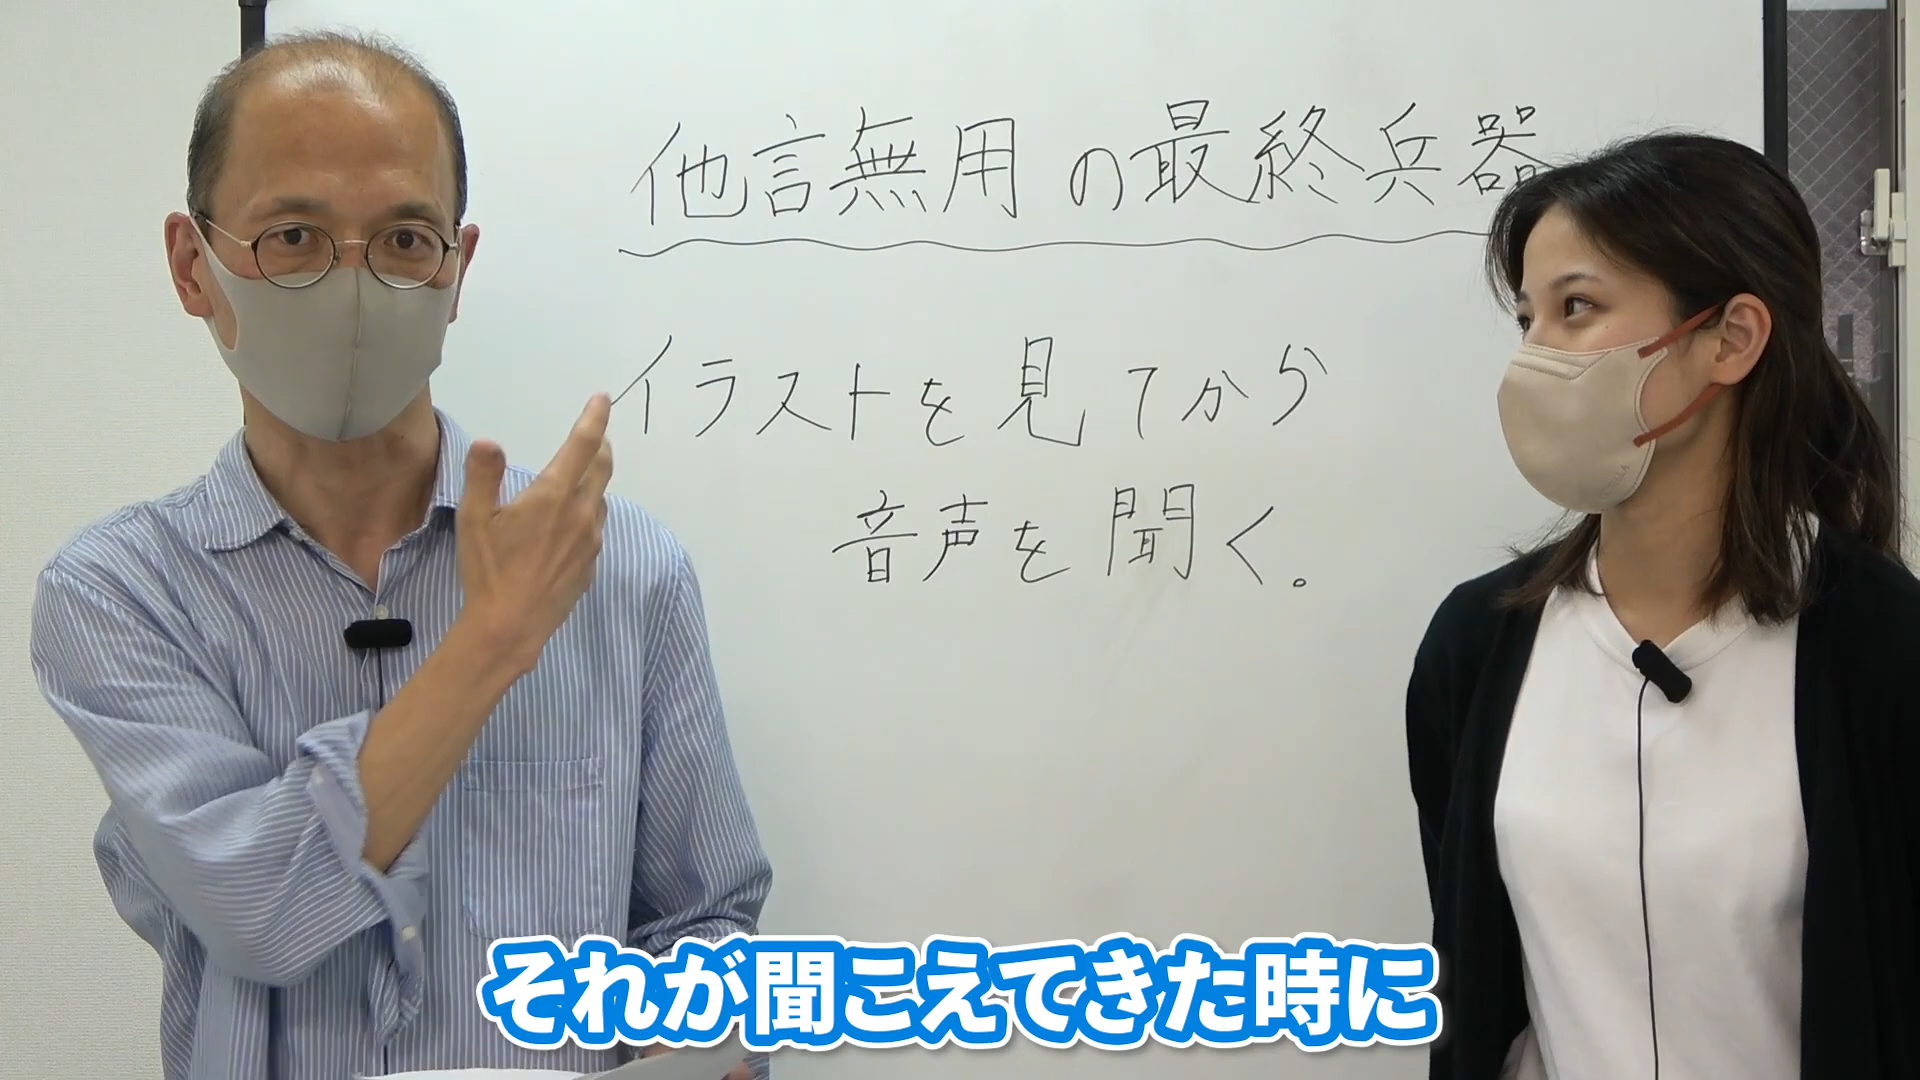 他言無用の最終兵器
イラストを見てから
音声を聞く。
それが聞こえてきた時に